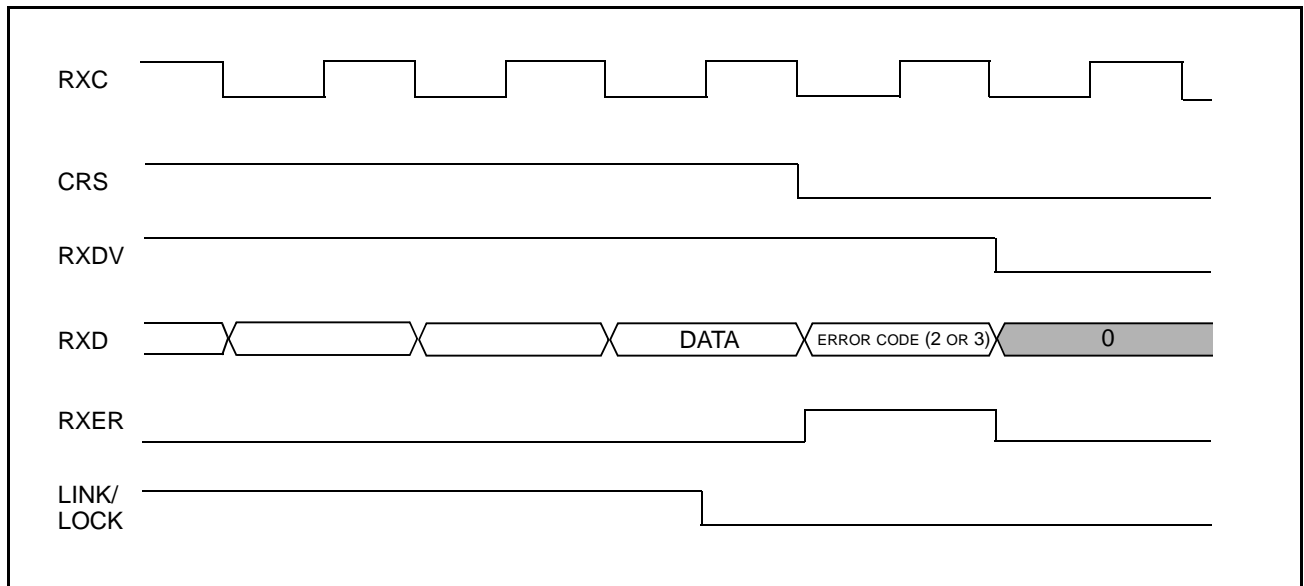 RXC
CRS
RXDV
RXD
DATA
ERROR CODE (2 OR 3)
0
RXER
LINK/
LOCK